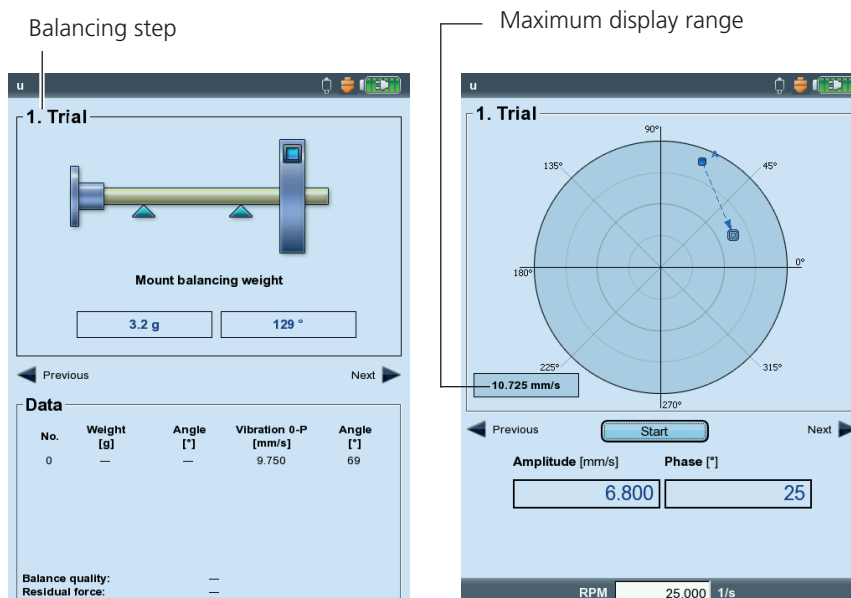 Balancing step
u
1. Trial
Mount balancing weight
3.2 g 129 °
Previous Next
Data
No. Weight [g] Angle [°] Vibration 0-P [mm/s] Angle [°]
0 — — 9.750 69
Balance quality: —
Residual force: —
Maximum display range
u
1. Trial
90°
135° 45°
A
180° 0°
225° 315°
270°
10.725 mm/s
Previous Start Next
Amplitude [mm/s] Phase [°]
6.800 25
RPM 25.000 1/s